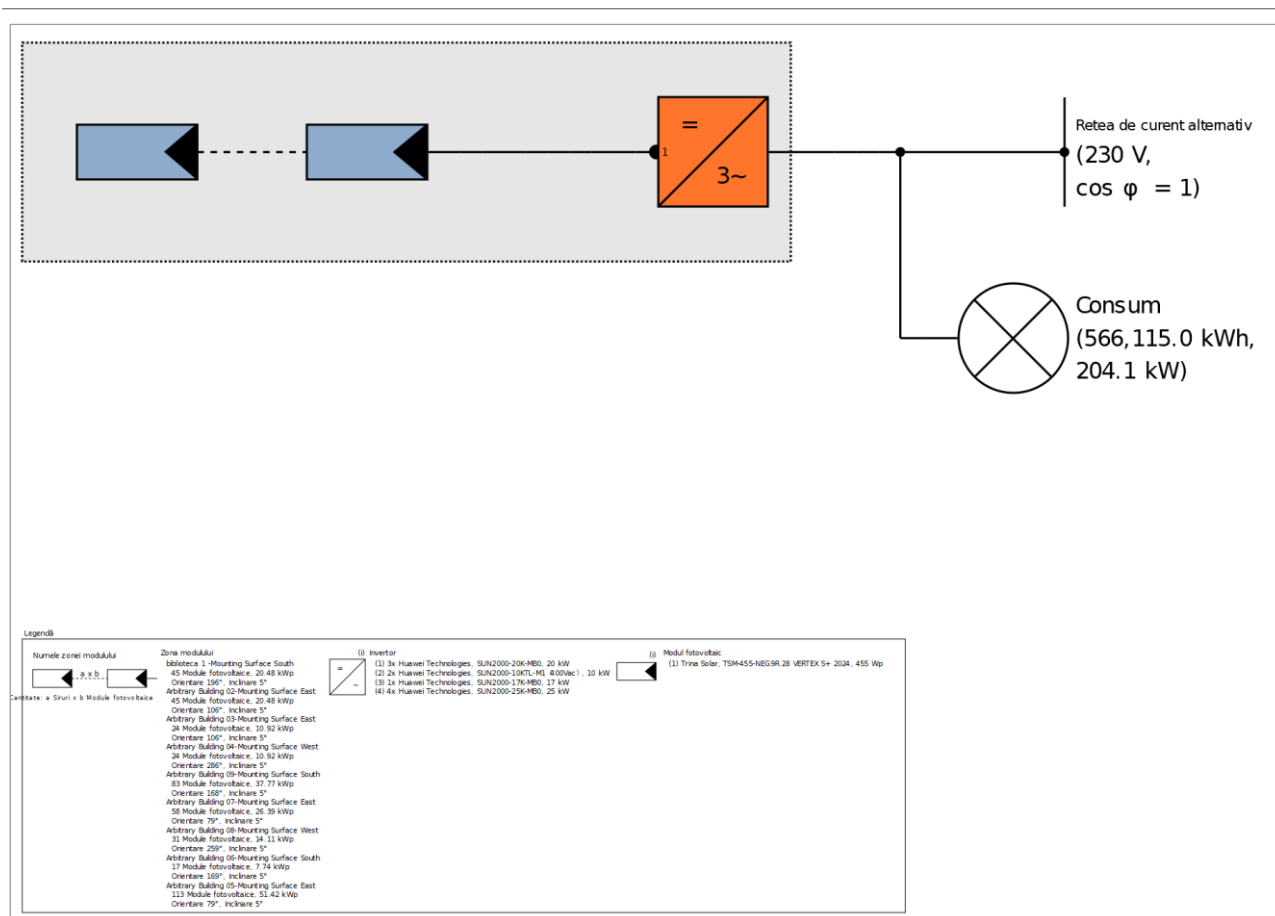 =
1
3~
Retea de curent alternativ
(230 V,
cos φ = 1)
Consum
(566,115.0 kWh,
204.1 kW)
Legendă
Numele zonei modulului
a x b
Cantitate: a Siruri x b Module fotovoltaice
Zona modulului
biblioteca 1 -Mounting Surface South
45 Module fotovoltaice, 20.48 kWp
Orientare 196°, Inclinare 5°
Arbitrary Building 02-Mounting Surface East
45 Module fotovoltaice, 20.48 kWp
Orientare 106°, Inclinare 5°
Arbitrary Building 03-Mounting Surface East
24 Module fotovoltaice, 10.92 kWp
Orientare 106°, Inclinare 5°
Arbitrary Building 04-Mounting Surface West
24 Module fotovoltaice, 10.92 kWp
Orientare 286°, Inclinare 5°
Arbitrary Building 09-Mounting Surface South
83 Module fotovoltaice, 37.77 kWp
Orientare 168°, Inclinare 5°
Arbitrary Building 07-Mounting Surface East
58 Module fotovoltaice, 26.39 kWp
Orientare 79°, Inclinare 5°
Arbitrary Building 08-Mounting Surface West
31 Module fotovoltaice, 14.11 kWp
Orientare 259°, Inclinare 5°
Arbitrary Building 06-Mounting Surface South
17 Module fotovoltaice, 7.74 kWp
Orientare 169°, Inclinare 5°
Arbitrary Building 05-Mounting Surface East
113 Module fotovoltaice, 51.42 kWp
Orientare 79°, Inclinare 5°
(i) Invertor
=
~
(1) 3x Huawei Technologies, SUN2000-20K-MB0, 20 kW
(2) 2x Huawei Technologies, SUN2000-10KTL-M1 (400Vac) , 10 kW
(3) 1x Huawei Technologies, SUN2000-17K-MB0, 17 kW
(4) 4x Huawei Technologies, SUN2000-25K-MB0, 25 kW
(i) Modul fotovoltaic
(1) Trina Solar, TSM-455-NEG9R.28 VERTEX S+ 2024, 455 Wp